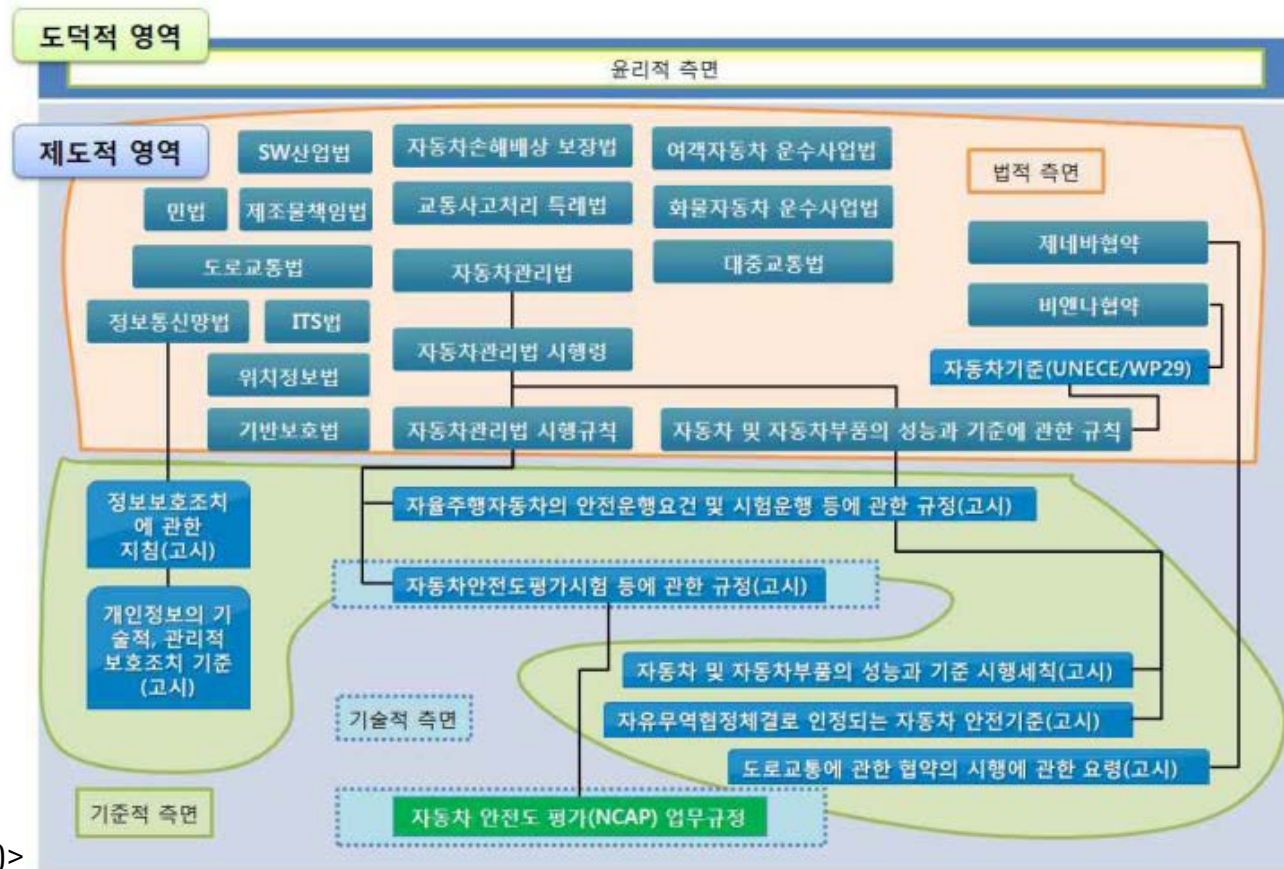 도덕적 영역
윤리적 측면
제도적 영역
SW산업법
자동차손해배상 보장법
여객자동차 운수사업법
법적 측면
민법
제조물책임법
교통사고처리 특례법
화물자동차 운수사업법
제네바협약
도로교통법
자동차관리법
대중교통법
정보통신망법
ITS법
비엔나협약
자동차관리법 시행령
위치정보법
자동차기준(UNECE/WP29)
기반보호법
자동차관리법 시행규칙
자동차 및 자동차부품의 성능과 기준에 관한 규칙
정보보호조치
에 관한
지침(고시)
자율주행자동차의 안전운행요건 및 시험운행 등에 관한 규정(고시)
자동차안전도평가시험 등에 관한 규정(고시)
개인정보의 기
술적, 관리적
보호조치 기준
(고시)
자동차 및 자동차부품의 성능과 기준 시행세칙(고시)
기술적 측면
자유무역협정체결로 인정되는 자동차 안전기준(고시)
도로교통에 관한 협약의 시행에 관한 요령(고시)
기준적 측면
자동차 안전도 평가(NCAP) 업무규정
)>